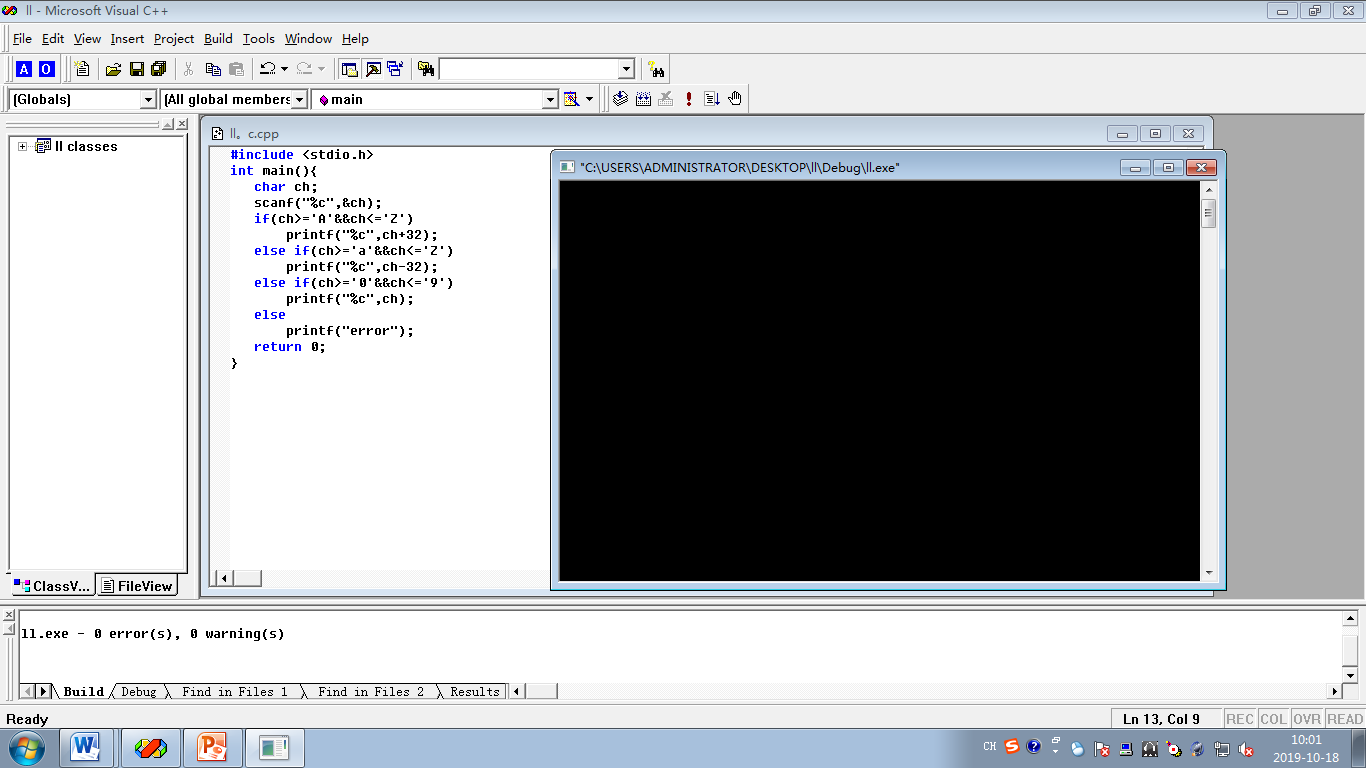 ll - Microsoft Visual C++
File Edit View Insert Project Build Tools Window Help
A O
(Globals) (All global members main
ll classes
ll。c.cpp
#include <stdio.h>
int main(){
char ch;
scanf("%c",&ch);
if(ch>='A'&&ch<='Z')
printf("%c",ch+32);
else if(ch>='a'&&ch<='Z')
printf("%c",ch-32);
else if(ch>='0'&&ch<='9')
printf("%c",ch);
else
printf("error");
return 0;
}
"C:\USERS\ADMINISTRATOR\DESKTOP\ll\Debug\ll.exe"
ClassV... FileView
ll.exe - 0 error(s), 0 warning(s)
Build Debug Find in Files 1 Find in Files 2 Results
Ready
Ln 13, Col 9 REC COL OVR READ
CH
10:01
2019-10-18